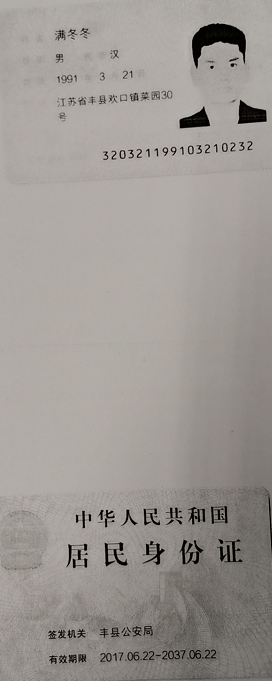 满冬冬
男 汉
1991 3 21
江苏省丰县欢口镇菜园30
号
320321199103210232
中华人民共和国
居民身份证
签发机关 丰县公安局
有效期限 2017.06.22-2037.06.22